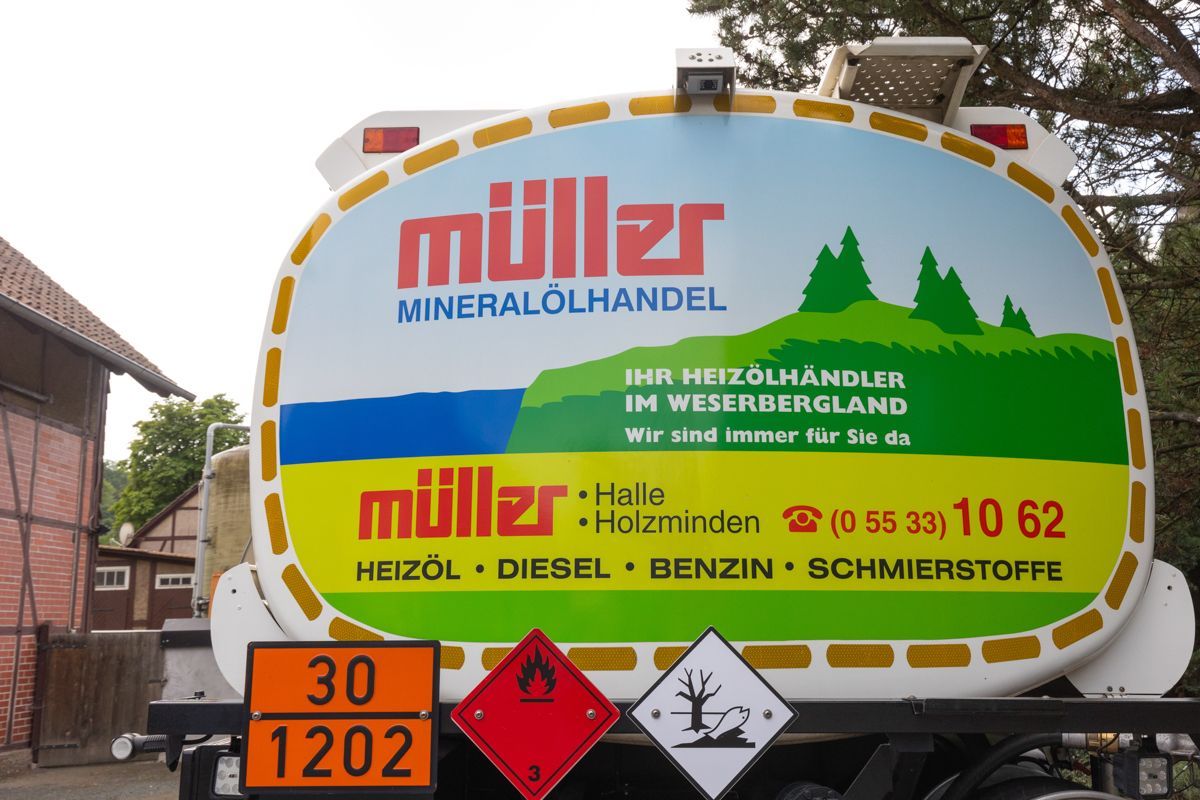 müller
MINERALÖLHANDEL
IHR HEIZÖLHÄNDLER
IM WESERBERGLAND
Wir sind immer für Sie da
müller • Halle
• Holzminden
☎ (0 55 33) 10 62
HEIZÖL • DIESEL • BENZIN • SCHMIERSTOFFE
30
1202
3